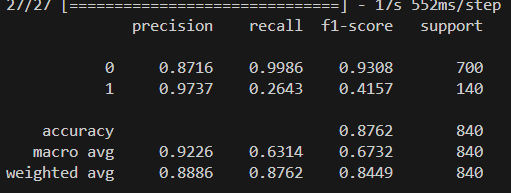 27/27 [==============================] - 17s 552ms/step
precision recall f1-score support
0 0.8716 0.9986 0.9308 700
1 0.9737 0.2643 0.4157 140
accuracy 0.8762 840
macro avg 0.9226 0.6314 0.6732 840
weighted avg 0.8886 0.8762 0.8449 840